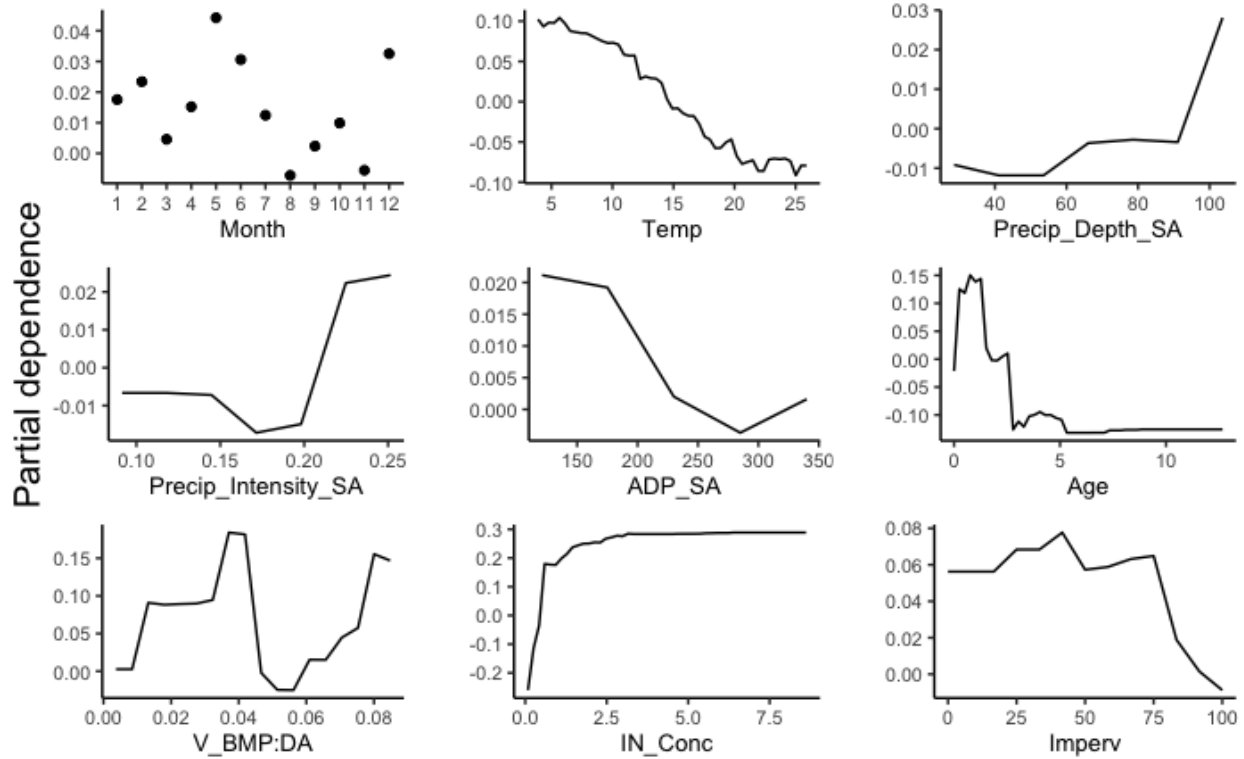 Partial dependence
0.04
0.03
0.02
0.01
0.00
1 2 3 4 5 6 7 8 9 10 11 12
Month
0.10
0.05
0.00
-0.05
-0.10
5 10 15 20 25
Temp
0.03
0.02
0.01
0.00
-0.01
40 60 80 100
Precip_Depth_SA
0.02
0.01
0.00
-0.01
0.10 0.15 0.20 0.25
Precip_Intensity_SA
0.020
0.015
0.010
0.005
0.000
150 200 250 300 350
ADP_SA
0.15
0.10
0.05
0.00
-0.05
-0.10
0 5 10
Age
0.15
0.10
0.05
0.00
0.00 0.02 0.04 0.06 0.08
V_BMP:DA
0.3
0.2
0.1
0.0
-0.1
-0.2
0.0 2.5 5.0 7.5
IN_Conc
0.08
0.06
0.04
0.02
0.00
0 25 50 75 100
Imperv